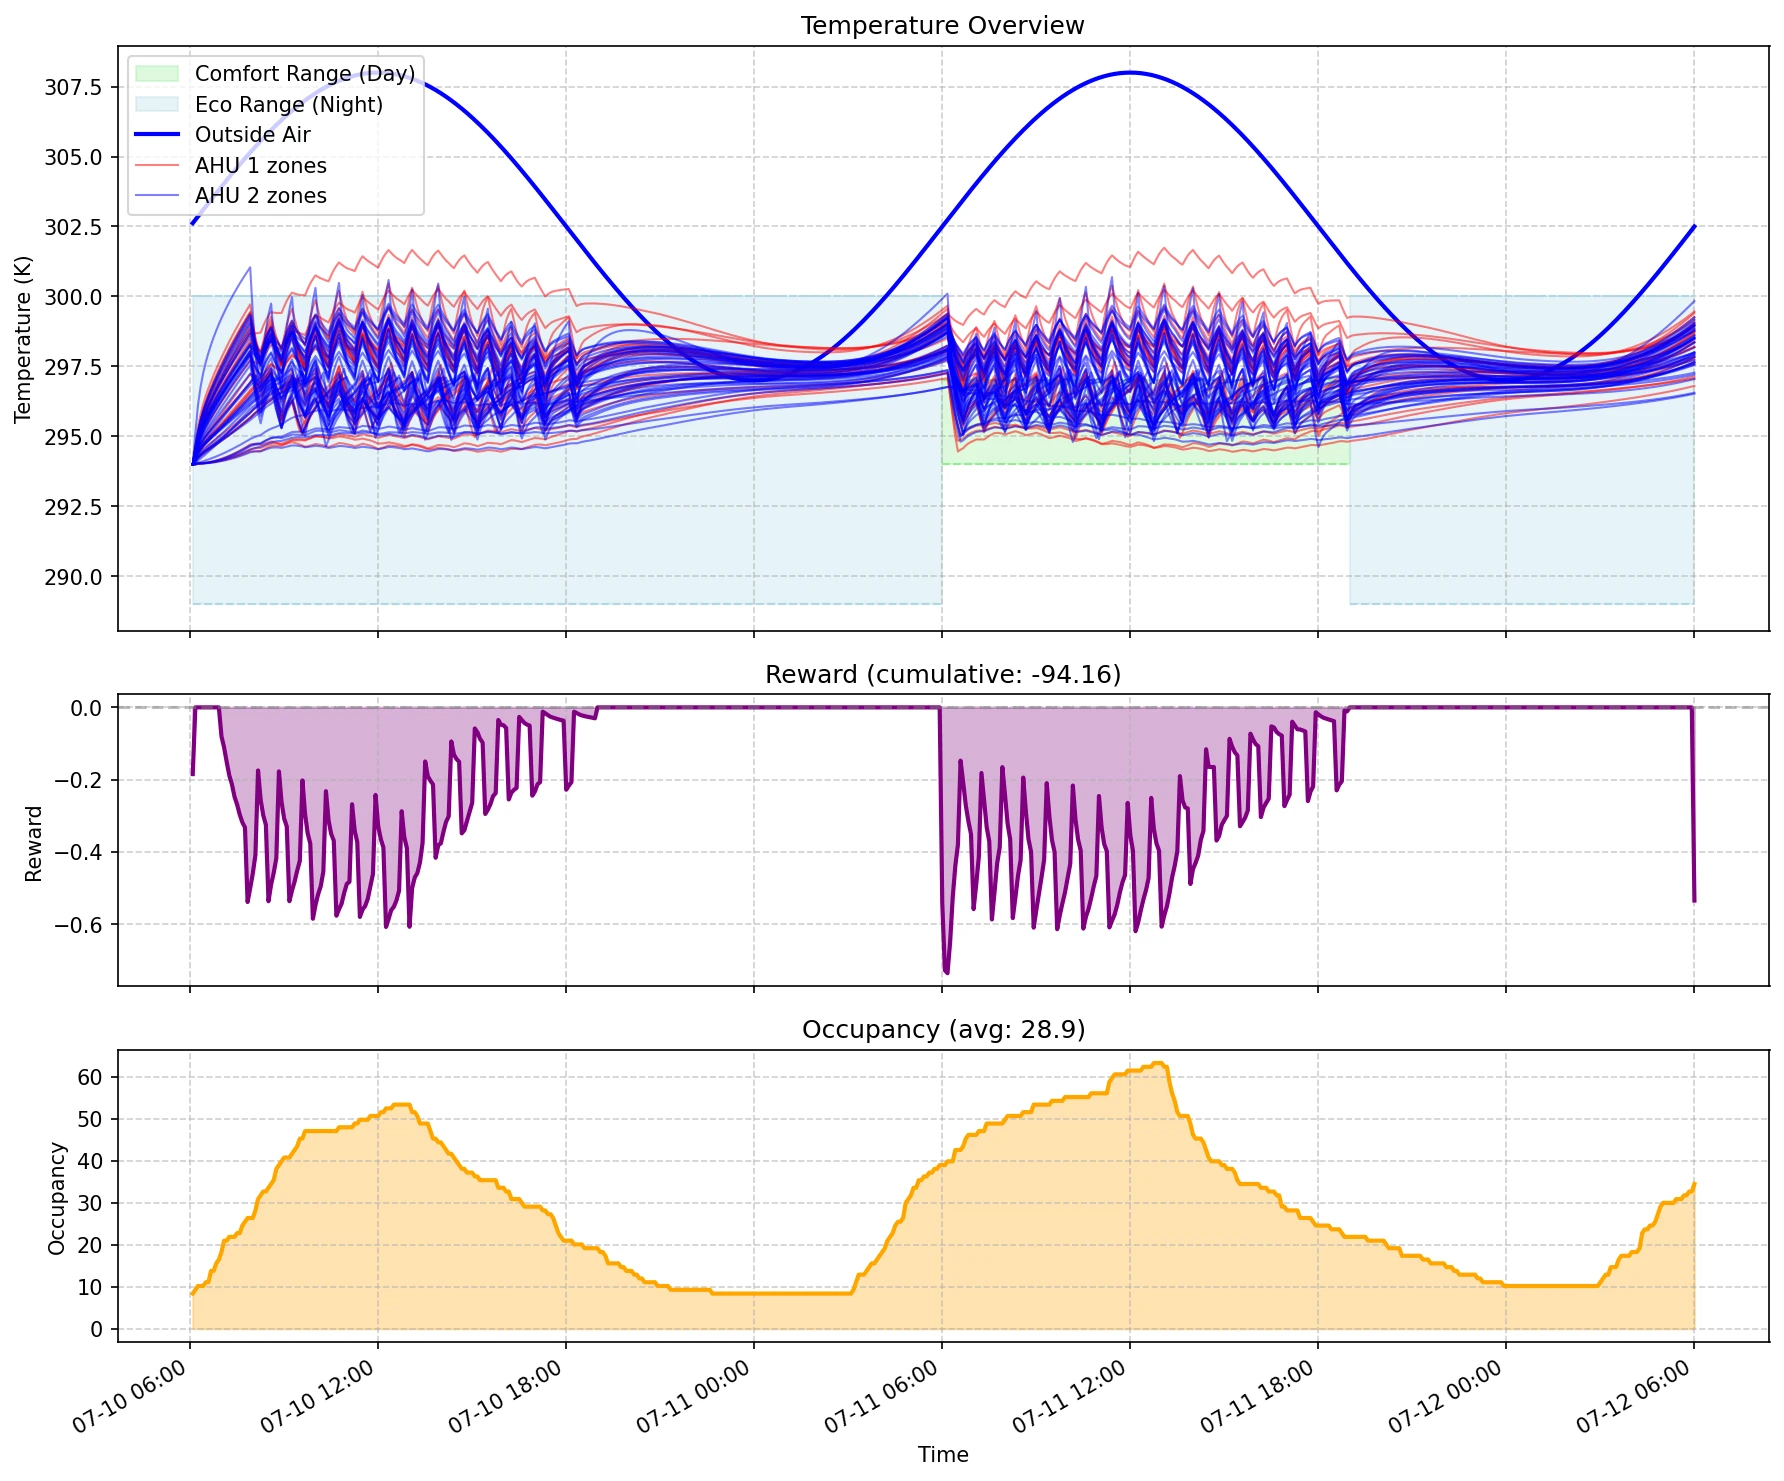 Temperature Overview
Comfort Range (Day)
Eco Range (Night)
Outside Air
AHU 1 zones
AHU 2 zones
Temperature (K)
307.5
305.0
302.5
300.0
297.5
295.0
292.5
290.0
Reward (cumulative: -94.16)
Reward
0.0
−0.2
−0.4
−0.6
Occupancy (avg: 28.9)
Occupancy
60
50
40
30
20
10
0
07-10 06:00
07-10 12:00
07-10 18:00
07-11 00:00
07-11 06:00
07-11 12:00
07-11 18:00
07-12 00:00
07-12 06:00
Time